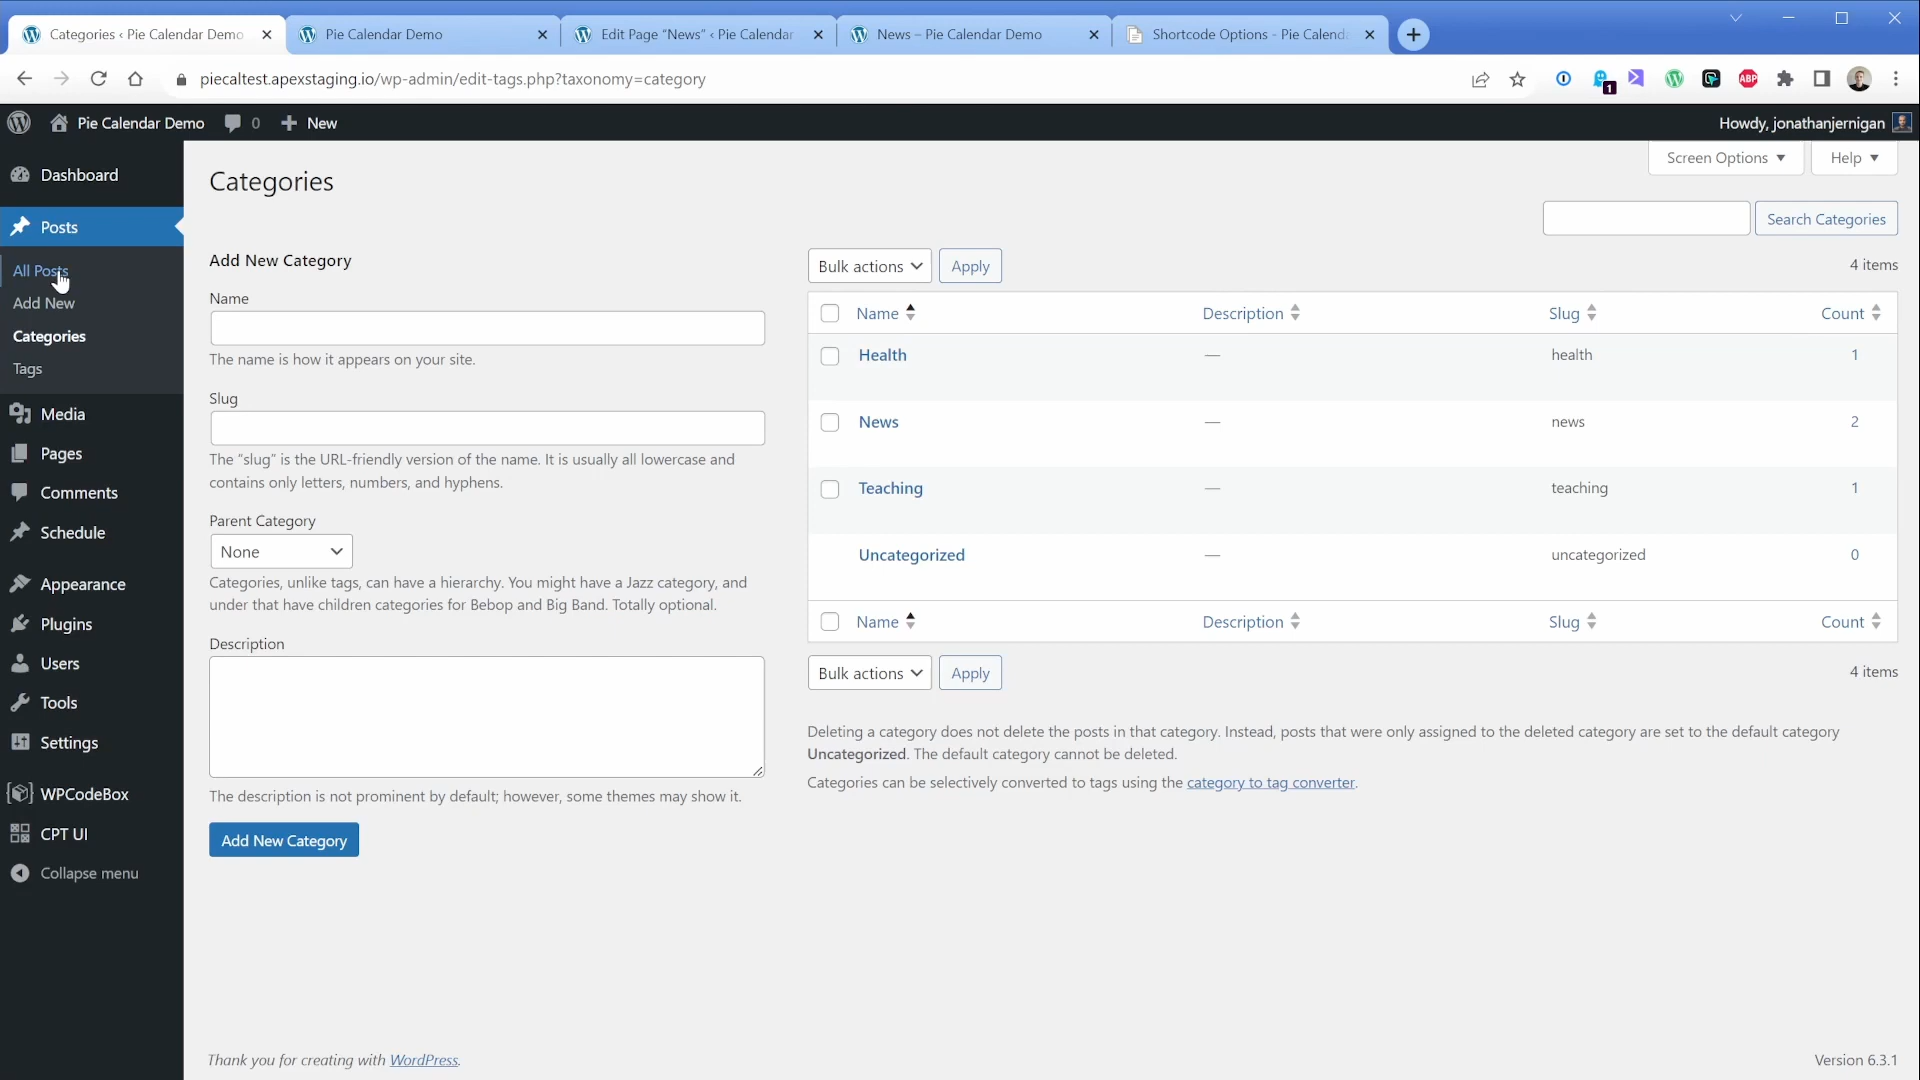 Categories ‹ Pie Calendar Demo
Pie Calendar Demo
Edit Page “News” ‹ Pie Calendar
News – Pie Calendar Demo
Shortcode Options - Pie Calend
piecaltest.apexstaging.io/wp-admin/edit-tags.php?taxonomy=category
1
ABP
Pie Calendar Demo
0
New
Howdy, jonathanjernigan
Dashboard
Posts
All Posts
Add New
Categories
Tags
Media
Pages
Comments
Schedule
Appearance
Plugins
Users
Tools
Settings
WPCodeBox
CPT UI
Collapse menu
Screen Options
Help
Categories
Search Categories
Add New Category
Name
The name is how it appears on your site.
Slug
The “slug” is the URL-friendly version of the name. It is usually all lowercase and
contains only letters, numbers, and hyphens.
Parent Category
None
Categories, unlike tags, can have a hierarchy. You might have a Jazz category, and
under that have children categories for Bebop and Big Band. Totally optional.
Description
The description is not prominent by default; however, some themes may show it.
Add New Category
Bulk actions
Apply
4 items
Name Description Slug Count
Health — health 1
News — news 2
Teaching — teaching 1
Uncategorized — uncategorized 0
Name Description Slug Count
Bulk actions
Apply
4 items
Deleting a category does not delete the posts in that category. Instead, posts that were only assigned to the deleted category are set to the default category
Uncategorized. The default category cannot be deleted.
Categories can be selectively converted to tags using the category to tag converter.
Thank you for creating with WordPress.
Version 6.3.1